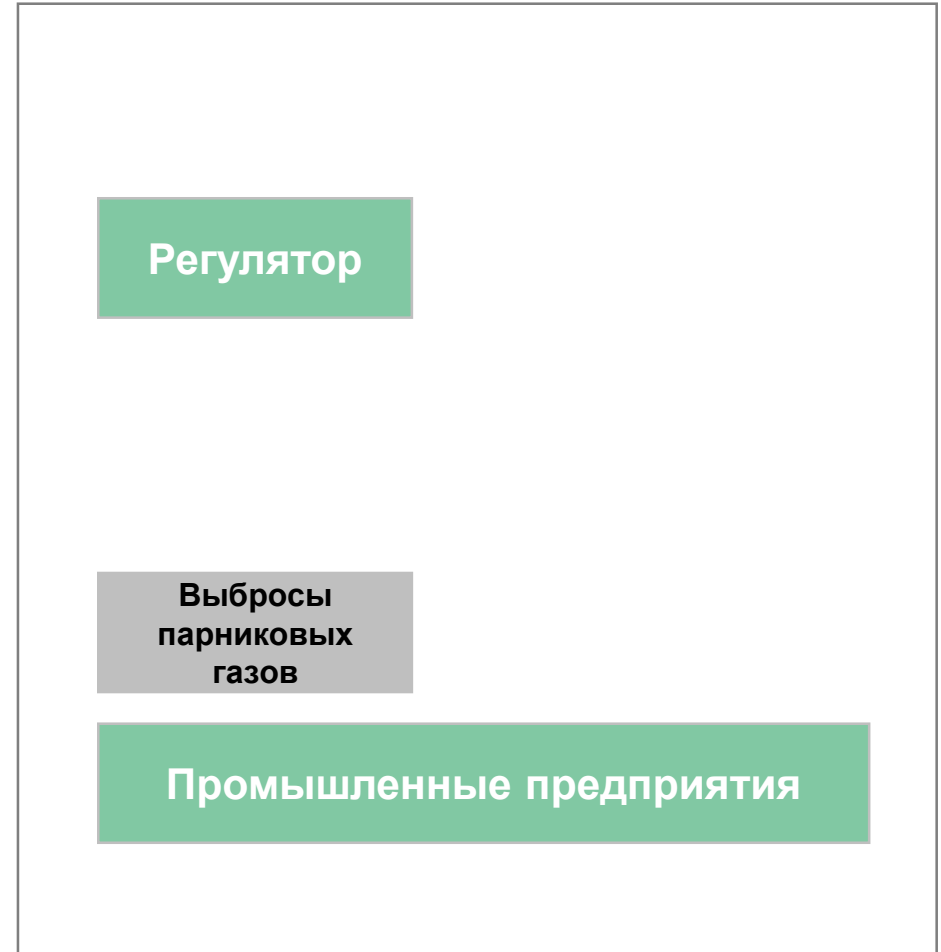 Регулятор
Выбросы
парниковых
газов
Промышленные предприятия